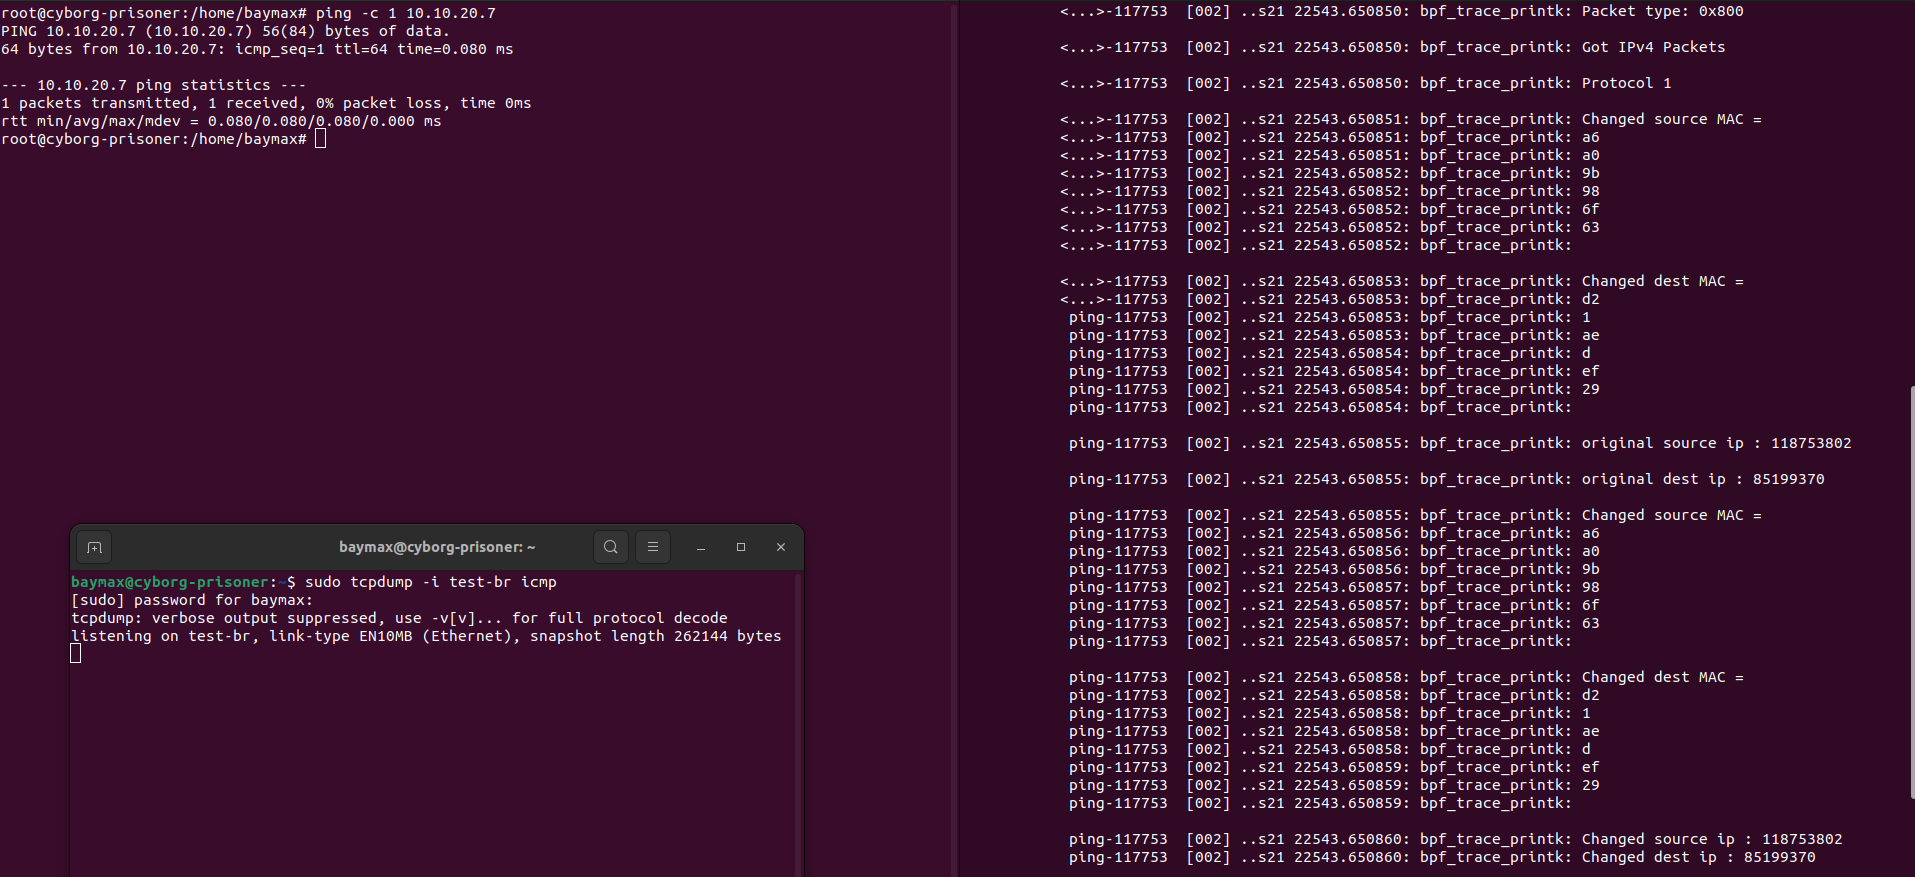 root@cyborg-prisoner:/home/baymax# ping -c 1 10.10.20.7
PING 10.10.20.7 (10.10.20.7) 56(84) bytes of data.
64 bytes from 10.10.20.7: icmp_seq=1 ttl=64 time=0.080 ms
--- 10.10.20.7 ping statistics ---
1 packets transmitted, 1 received, 0% packet loss, time 0ms
rtt min/avg/max/mdev = 0.080/0.080/0.080/0.000 ms
root@cyborg-prisoner:/home/baymax#
baymax@cyborg-prisoner: ~
baymax@cyborg-prisoner:~$ sudo tcpdump -i test-br icmp
[sudo] password for baymax:
tcpdump: verbose output suppressed, use -v[v]... for full protocol decode
listening on test-br, link-type EN10MB (Ethernet), snapshot length 262144 bytes
<...>-117753  [002] ..s21 22543.650850: bpf_trace_printk: Packet type: 0x800
<...>-117753  [002] ..s21 22543.650850: bpf_trace_printk: Got IPv4 Packets
<...>-117753  [002] ..s21 22543.650850: bpf_trace_printk: Protocol 1
<...>-117753  [002] ..s21 22543.650851: bpf_trace_printk: Changed source MAC =
<...>-117753  [002] ..s21 22543.650851: bpf_trace_printk: a6
<...>-117753  [002] ..s21 22543.650851: bpf_trace_printk: a0
<...>-117753  [002] ..s21 22543.650852: bpf_trace_printk: 9b
<...>-117753  [002] ..s21 22543.650852: bpf_trace_printk: 98
<...>-117753  [002] ..s21 22543.650852: bpf_trace_printk: 6f
<...>-117753  [002] ..s21 22543.650852: bpf_trace_printk: 63
<...>-117753  [002] ..s21 22543.650852: bpf_trace_printk:
<...>-117753  [002] ..s21 22543.650853: bpf_trace_printk: Changed dest MAC =
<...>-117753  [002] ..s21 22543.650853: bpf_trace_printk: d2
ping-117753  [002] ..s21 22543.650853: bpf_trace_printk: 1
ping-117753  [002] ..s21 22543.650853: bpf_trace_printk: ae
ping-117753  [002] ..s21 22543.650854: bpf_trace_printk: d
ping-117753  [002] ..s21 22543.650854: bpf_trace_printk: ef
ping-117753  [002] ..s21 22543.650854: bpf_trace_printk: 29
ping-117753  [002] ..s21 22543.650854: bpf_trace_printk:
ping-117753  [002] ..s21 22543.650855: bpf_trace_printk: original source ip : 118753802
ping-117753  [002] ..s21 22543.650855: bpf_trace_printk: original dest ip : 85199370
ping-117753  [002] ..s21 22543.650855: bpf_trace_printk: Changed source MAC =
ping-117753  [002] ..s21 22543.650856: bpf_trace_printk: a6
ping-117753  [002] ..s21 22543.650856: bpf_trace_printk: a0
ping-117753  [002] ..s21 22543.650856: bpf_trace_printk: 9b
ping-117753  [002] ..s21 22543.650857: bpf_trace_printk: 98
ping-117753  [002] ..s21 22543.650857: bpf_trace_printk: 6f
ping-117753  [002] ..s21 22543.650857: bpf_trace_printk: 63
ping-117753  [002] ..s21 22543.650857: bpf_trace_printk:
ping-117753  [002] ..s21 22543.650858: bpf_trace_printk: Changed dest MAC =
ping-117753  [002] ..s21 22543.650858: bpf_trace_printk: d2
ping-117753  [002] ..s21 22543.650858: bpf_trace_printk: 1
ping-117753  [002] ..s21 22543.650858: bpf_trace_printk: ae
ping-117753  [002] ..s21 22543.650858: bpf_trace_printk: d
ping-117753  [002] ..s21 22543.650859: bpf_trace_printk: ef
ping-117753  [002] ..s21 22543.650859: bpf_trace_printk: 29
ping-117753  [002] ..s21 22543.650859: bpf_trace_printk:
ping-117753  [002] ..s21 22543.650860: bpf_trace_printk: Changed source ip : 118753802
ping-117753  [002] ..s21 22543.650860: bpf_trace_printk: Changed dest ip : 85199370